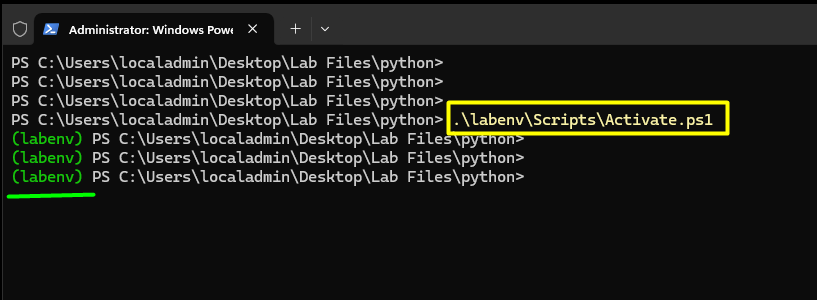 Administrator: Windows Powe
PS C:\Users\localadmin\Desktop\Lab Files\python>
PS C:\Users\localadmin\Desktop\Lab Files\python>
PS C:\Users\localadmin\Desktop\Lab Files\python>
PS C:\Users\localadmin\Desktop\Lab Files\python> .\labenv\Scripts\Activate.ps1
(labenv) PS C:\Users\localadmin\Desktop\Lab Files\python>
(labenv) PS C:\Users\localadmin\Desktop\Lab Files\python>
(labenv) PS C:\Users\localadmin\Desktop\Lab Files\python>